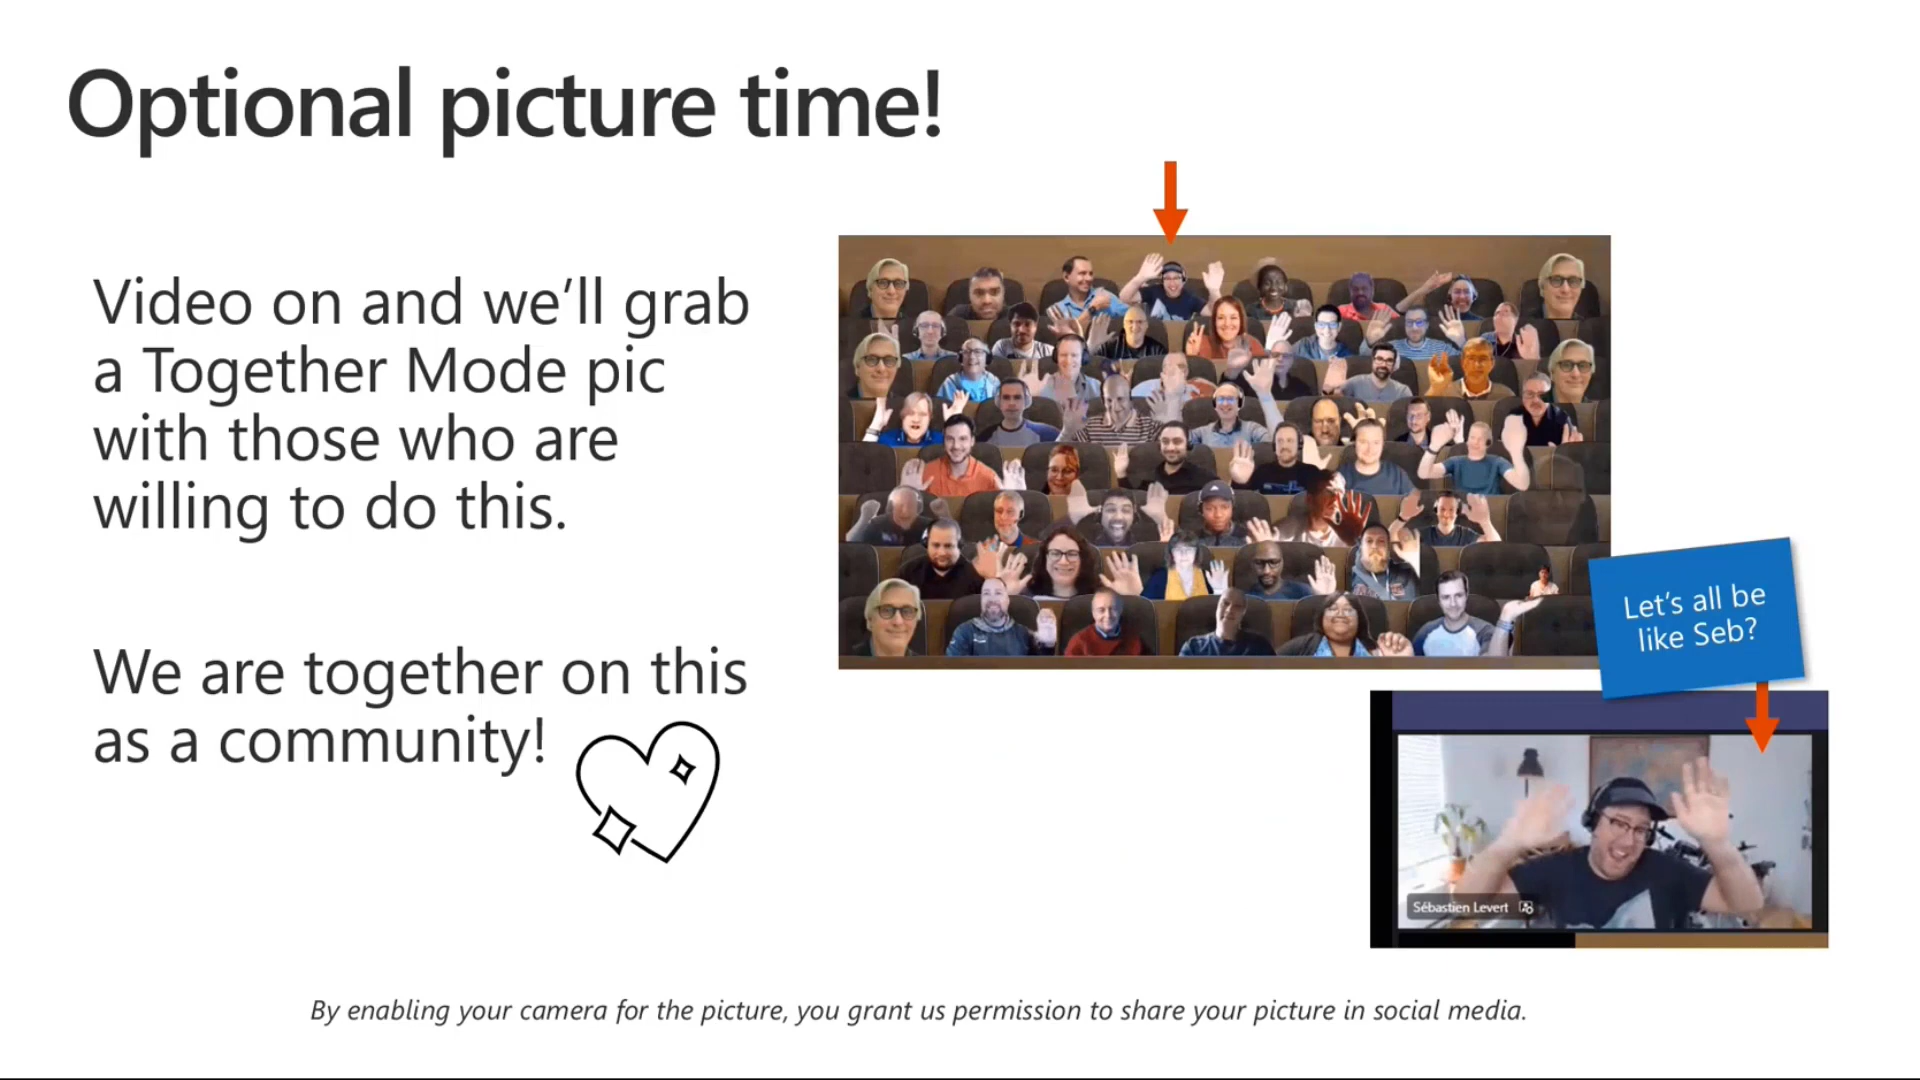 Optional picture time!
Video on and we’ll grab
a Together Mode pic
with those who are
willing to do this.
We are together on this
as a community!
Let’s all be
like Seb?
Sébastien Levert
By enabling your camera for the picture, you grant us permission to share your picture in social media.